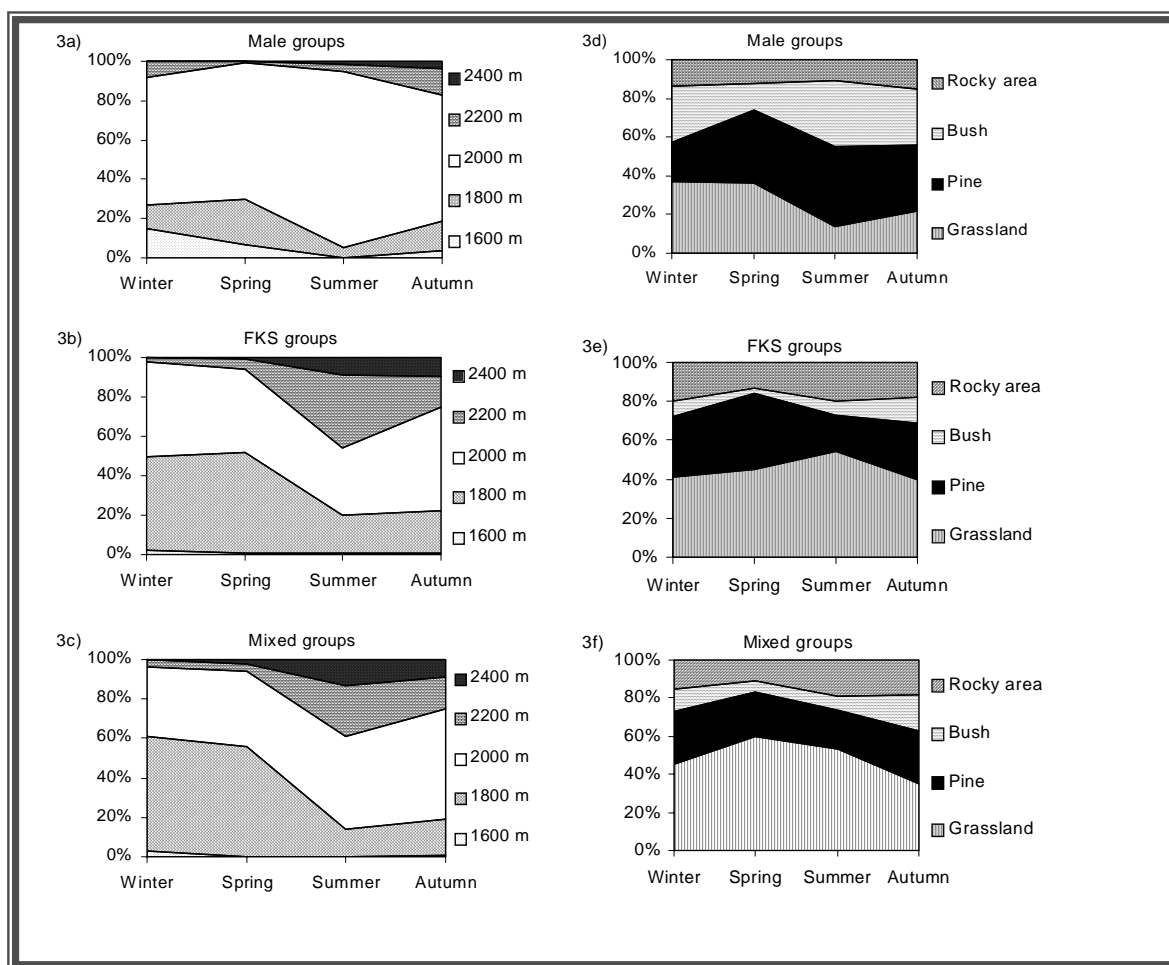 3a)
Male groups
100%
80%
60%
40%
20%
0%
Winter Spring Summer Autumn
2400 m
2200 m
2000 m
1800 m
1600 m
3d)
Male groups
100%
80%
60%
40%
20%
0%
Winter Spring Summer Autumn
Rocky area
Bush
Pine
Grassland
3b)
FKS groups
100%
80%
60%
40%
20%
0%
Winter Spring Summer Autumn
2400 m
2200 m
2000 m
1800 m
1600 m
3e)
FKS groups
100%
80%
60%
40%
20%
0%
Winter Spring Summer Autumn
Rocky area
Bush
Pine
Grassland
3c)
Mixed groups
100%
80%
60%
40%
20%
0%
Winter Spring Summer Autumn
2400 m
2200 m
2000 m
1800 m
1600 m
3f)
Mixed groups
100%
80%
60%
40%
20%
0%
Winter Spring Summer Autumn
Rocky area
Bush
Pine
Grassland